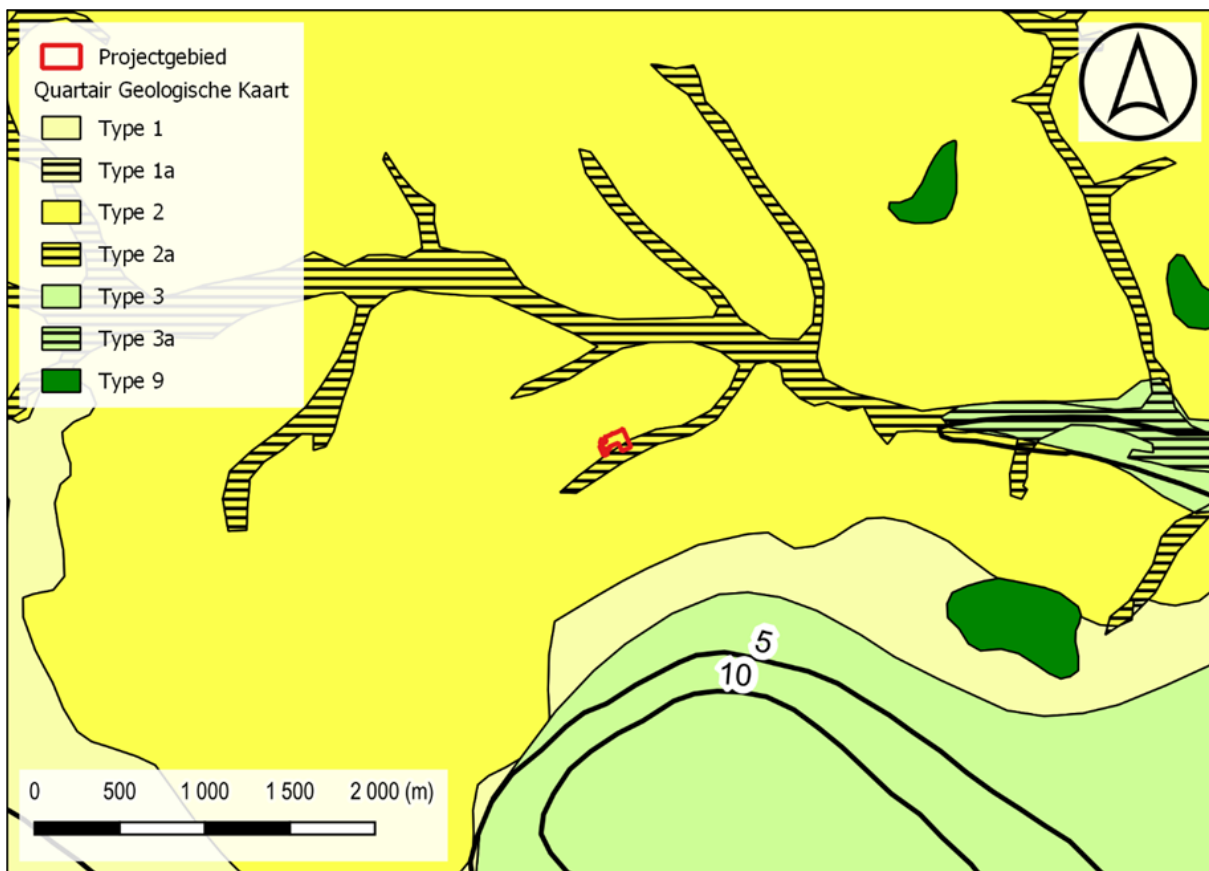 Projectgebied
Quartair Geologische Kaart
Type 1
Type 1a
Type 2
Type 2a
Type 3
Type 3a
Type 9
5
10
0 500 1 000 1 500 2 000 (m)